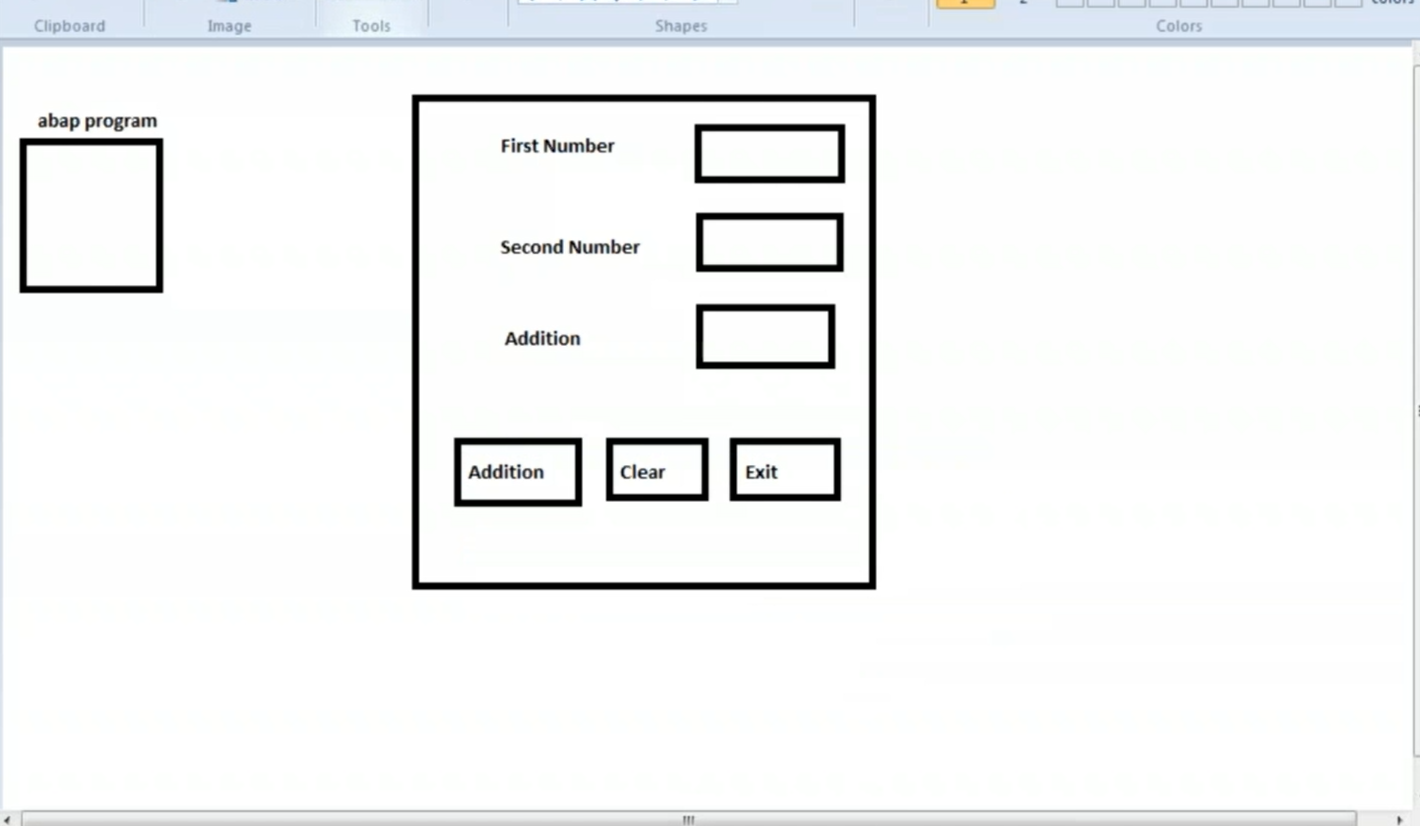 Clipboard
Image
Tools
Shapes
Colors
abap program
First Number
Second Number
Addition
Addition
Clear
Exit